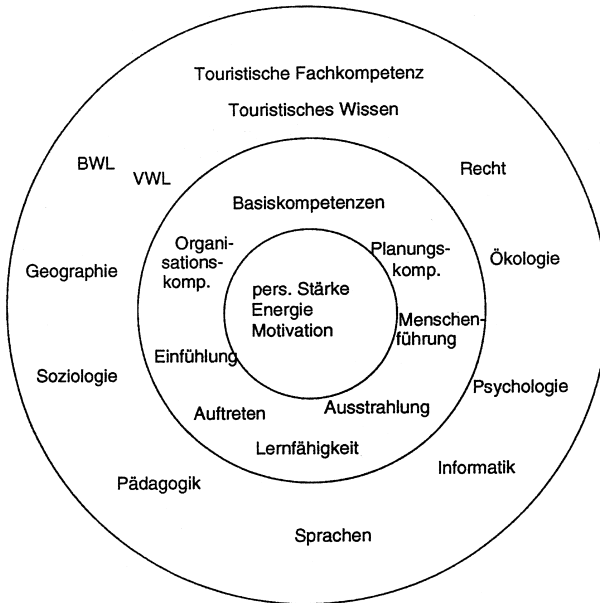 Touristische Fachkompetenz
Touristisches Wissen
BWL
VWL
Recht
Basiskompetenzen
Organi-
sations-
komp.
Planungs-
komp.
Geographie
Ökologie
pers. Stärke
Energie
Motivation
Menschen-
führung
Einfühlung
Soziologie
Psychologie
Auftreten
Ausstrahlung
Lernfähigkeit
Informatik
Pädagogik
Sprachen